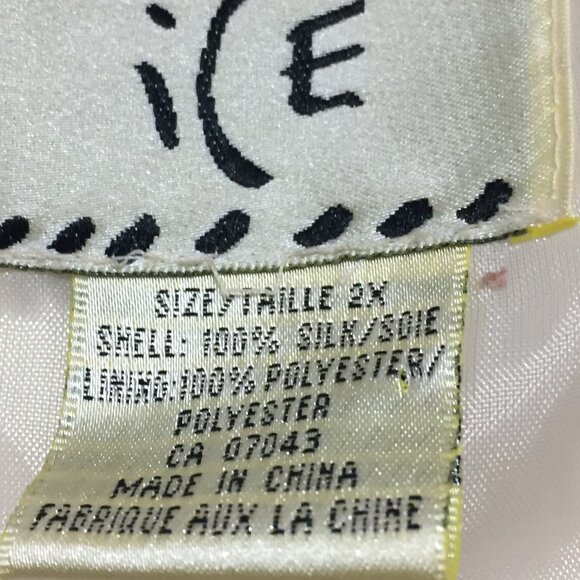 iCE
SIZE/TAILLE 2X
SHELL: 100% SILK/SOIE
LINING:100% POLYESTER/
POLYESTER
CA 07043
MADE IN CHINA
FABRIQUE AUX LA CHINE